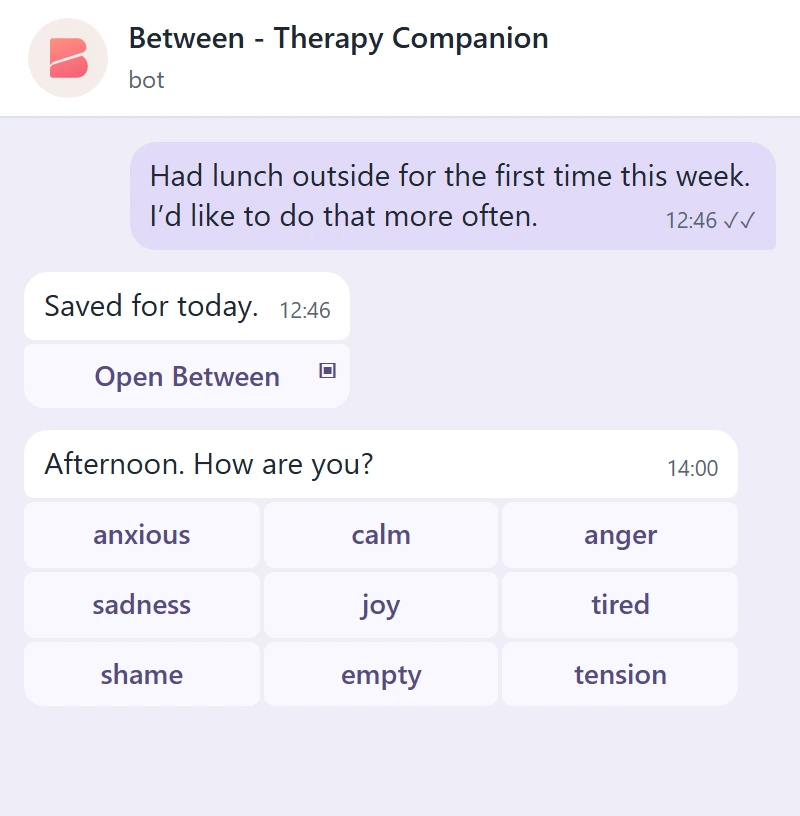 Between - Therapy Companion
bot
Had lunch outside for the first time this week.
I’d like to do that more often. 12:46
Saved for today. 12:46
Open Between
Afternoon. How are you? 14:00
anxious calm anger
sadness joy tired
shame empty tension